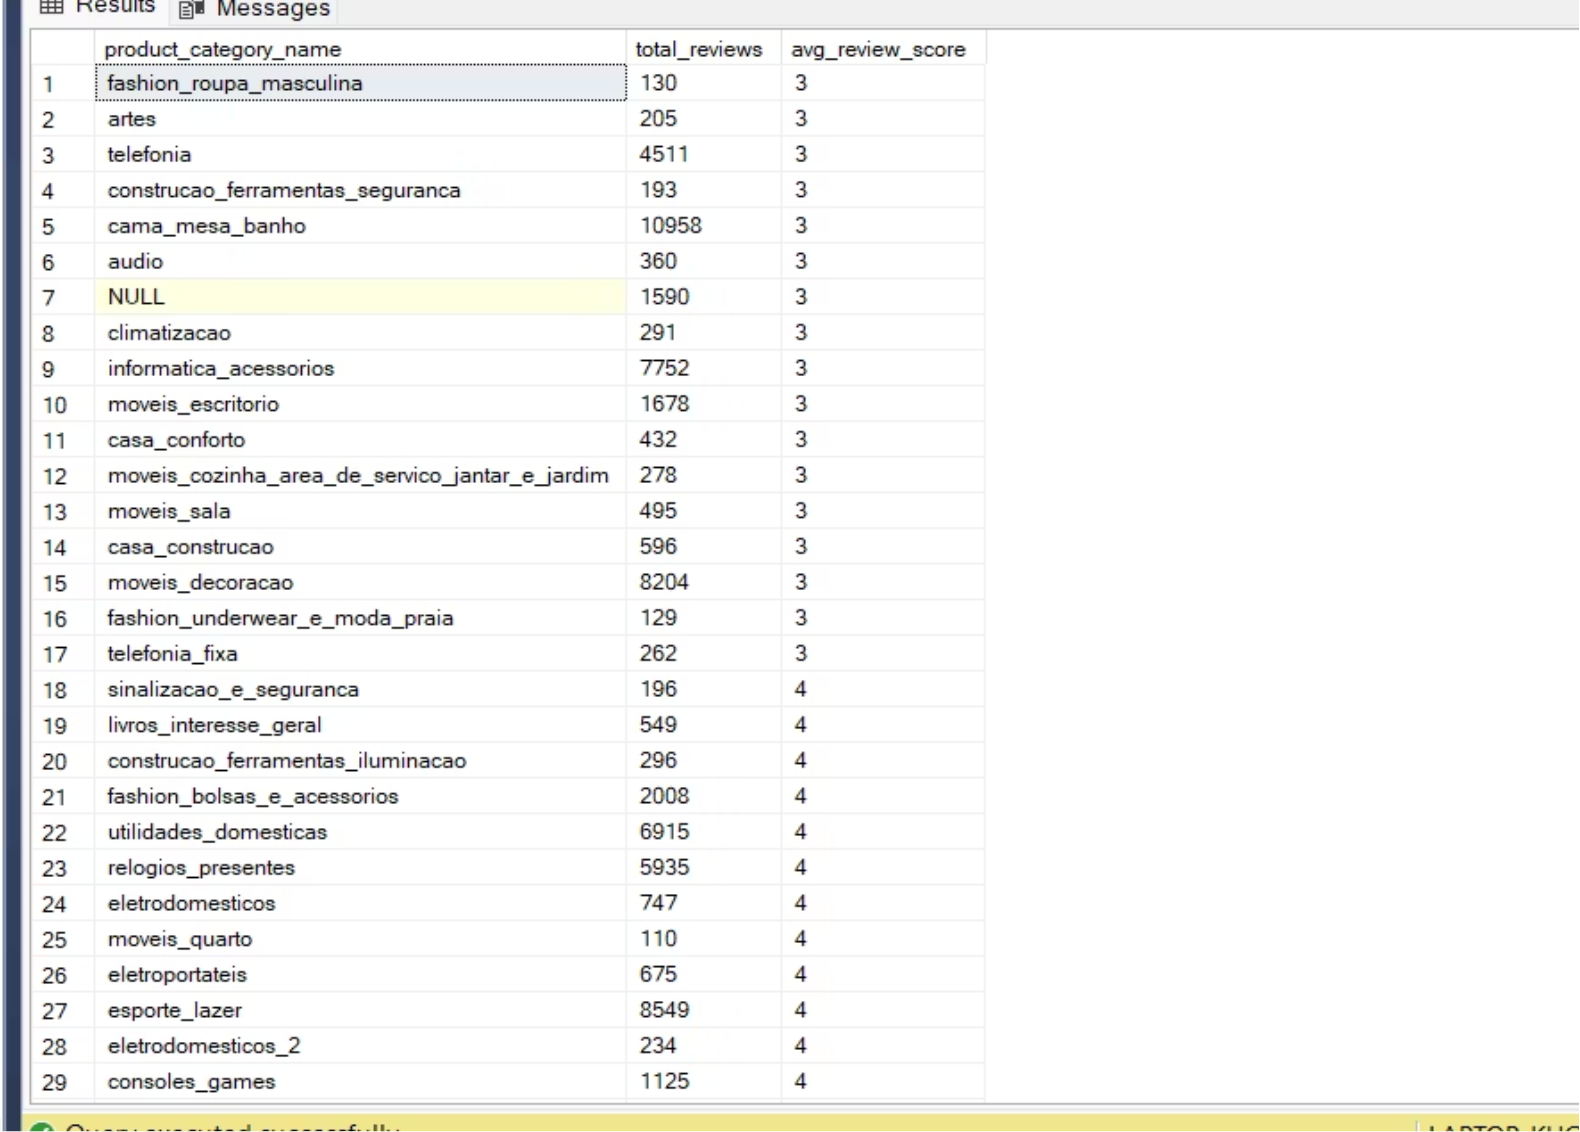 Results Messages
product_category_name total_reviews avg_review_score
1 fashion_roupa_masculina 130 3
2 artes 205 3
3 telefonia 4511 3
4 construcao_ferramentas_seguranca 193 3
5 cama_mesa_banho 10958 3
6 audio 360 3
7 NULL 1590 3
8 climatizacao 291 3
9 informatica_acessorios 7752 3
10 moveis_escritorio 1678 3
11 casa_conforto 432 3
12 moveis_cozinha_area_de_servico_jantar_e_jardim 278 3
13 moveis_sala 495 3
14 casa_construcao 596 3
15 moveis_decoracao 8204 3
16 fashion_underwear_e_moda_praia 129 3
17 telefonia_fixa 262 3
18 sinalizacao_e_seguranca 196 4
19 livros_interesse_geral 549 4
20 construcao_ferramentas_iluminacao 296 4
21 fashion_bolsas_e_acessorios 2008 4
22 utilidades_domesticas 6915 4
23 relogios_presentes 5935 4
24 eletrodomesticos 747 4
25 moveis_quarto 110 4
26 eletroportateis 675 4
27 esporte_lazer 8549 4
28 eletrodomesticos_2 234 4
29 consoles_games 1125 4
Query executed successfully